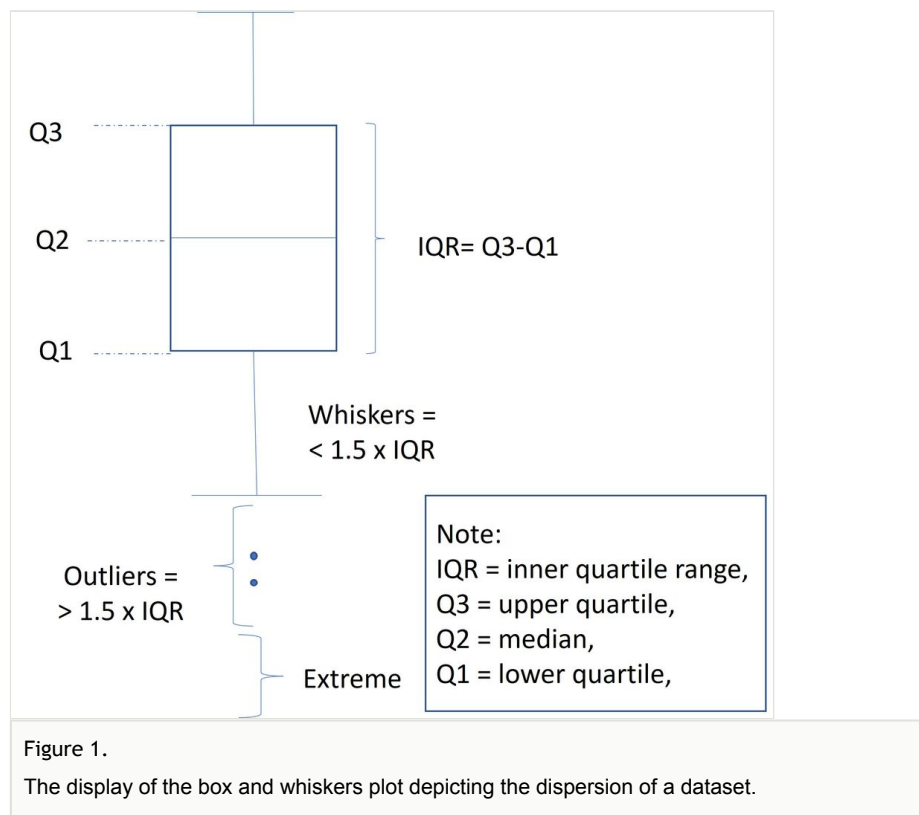 Q3
Q2
IQR= Q3-Q1
Q1
Whiskers =
< 1.5 x IQR
Outliers =
> 1.5 x IQR
Extreme
Note:
IQR = inner quartile range,
Q3 = upper quartile,
Q2 = median,
Q1 = lower quartile,
Figure 1.
The display of the box and whiskers plot depicting the dispersion of a dataset.